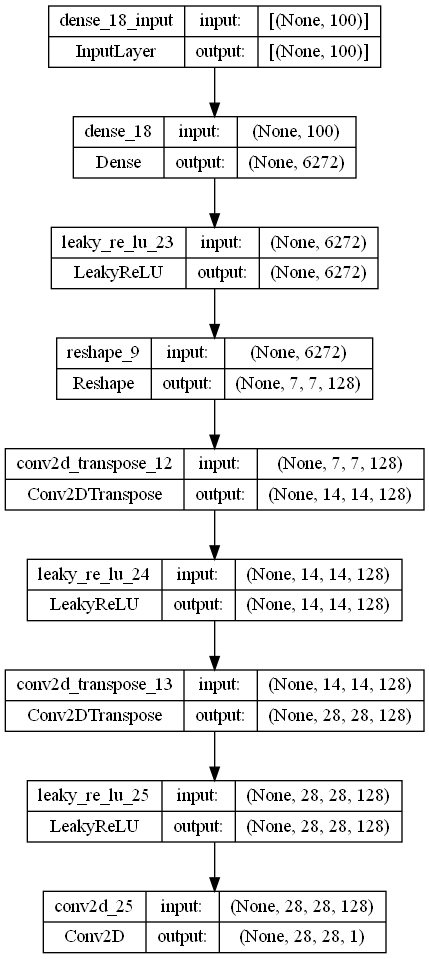 dense_18_input input: [(None, 100)]
InputLayer output: [(None, 100)]
dense_18 input: (None, 100)
Dense output: (None, 6272)
leaky_re_lu_23 input: (None, 6272)
LeakyReLU output: (None, 6272)
reshape_9 input: (None, 6272)
Reshape output: (None, 7, 7, 128)
conv2d_transpose_12 input: (None, 7, 7, 128)
Conv2DTranspose output: (None, 14, 14, 128)
leaky_re_lu_24 input: (None, 14, 14, 128)
LeakyReLU output: (None, 14, 14, 128)
conv2d_transpose_13 input: (None, 14, 14, 128)
Conv2DTranspose output: (None, 28, 28, 128)
leaky_re_lu_25 input: (None, 28, 28, 128)
LeakyReLU output: (None, 28, 28, 128)
conv2d_25 input: (None, 28, 28, 128)
Conv2D output: (None, 28, 28, 1)